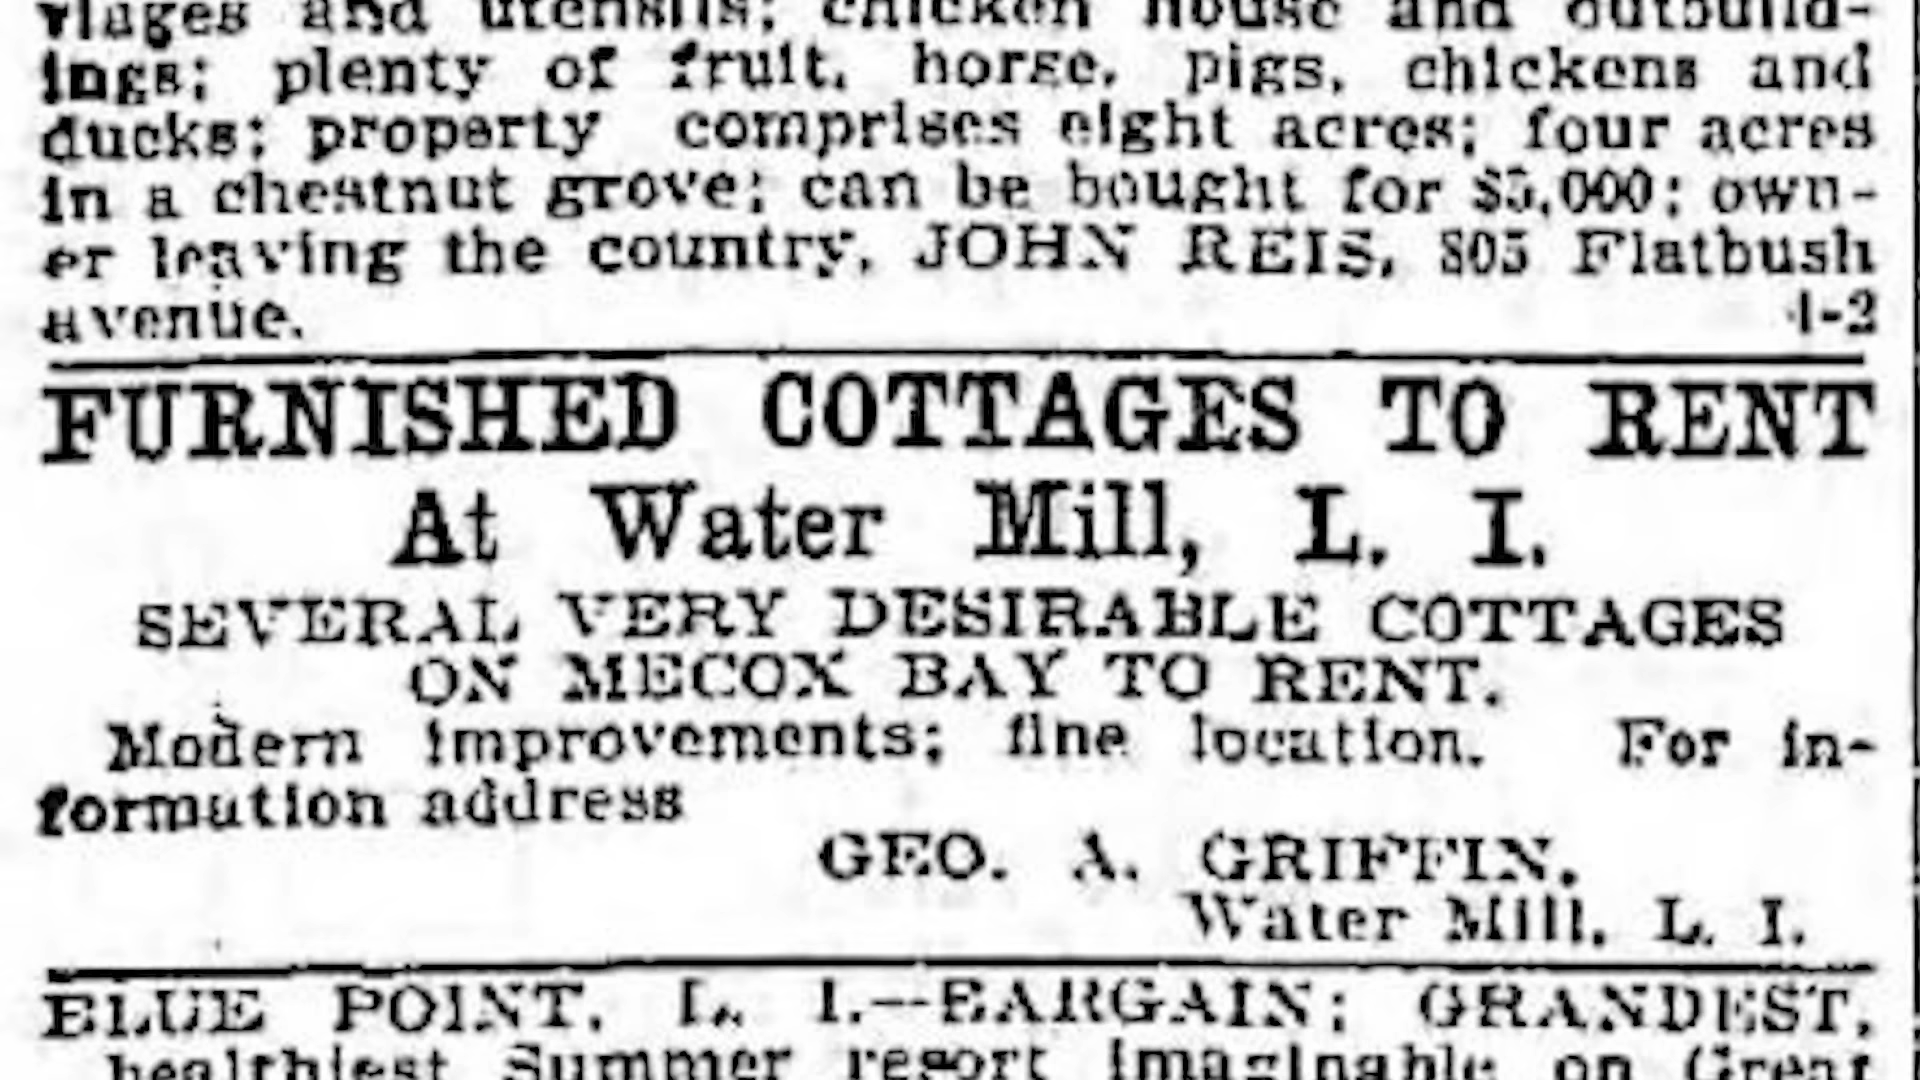 viages and utensils; chicken house and outbuild-
ings; plenty of fruit, horse, pigs, chickens and
ducks; property comprises eight acres; four acres
in a chestnut grove; can be bought for $5,000; own-
er leaving the country. JOHN REIS, 805 Flatbush
avenue. 4-2
FURNISHED COTTAGES TO RENT
At Water Mill, L. I.
SEVERAL VERY DESIRABLE COTTAGES
ON MECOX BAY TO RENT.
Modern improvements; fine location. For in-
formation address
GEO. A. GRIFFIN,
Water Mill, L. I.
BLUE POINT, L. I.—BARGAIN; GRANDEST,
healthiest Summer resort imaginable on Great